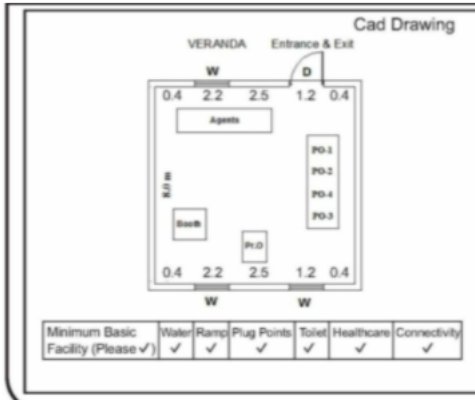 Cad Drawing
VERANDA Entrance & Exit
W D
0.4 2.2 2.5 1.2 0.4
Agents
PO-1
PO-2
8.0 m
PO-4
Booth
PO-3
Pr.O
0.4 2.2 2.5 1.2 0.4
W W
Minimum Basic Facility (Please ✓) Water Ramp Plug Points Toilet Healthcare Connectivity
✓ ✓ ✓ ✓ ✓ ✓